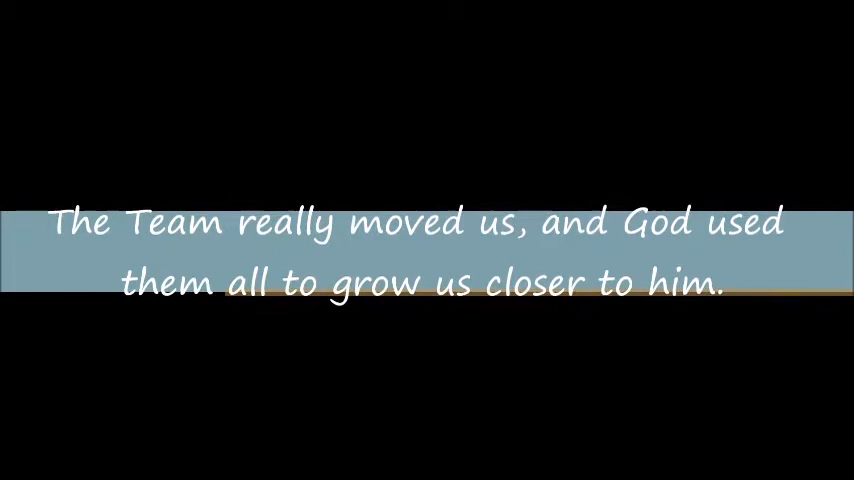 The Team really moved us, and God used
them all to grow us closer to him.